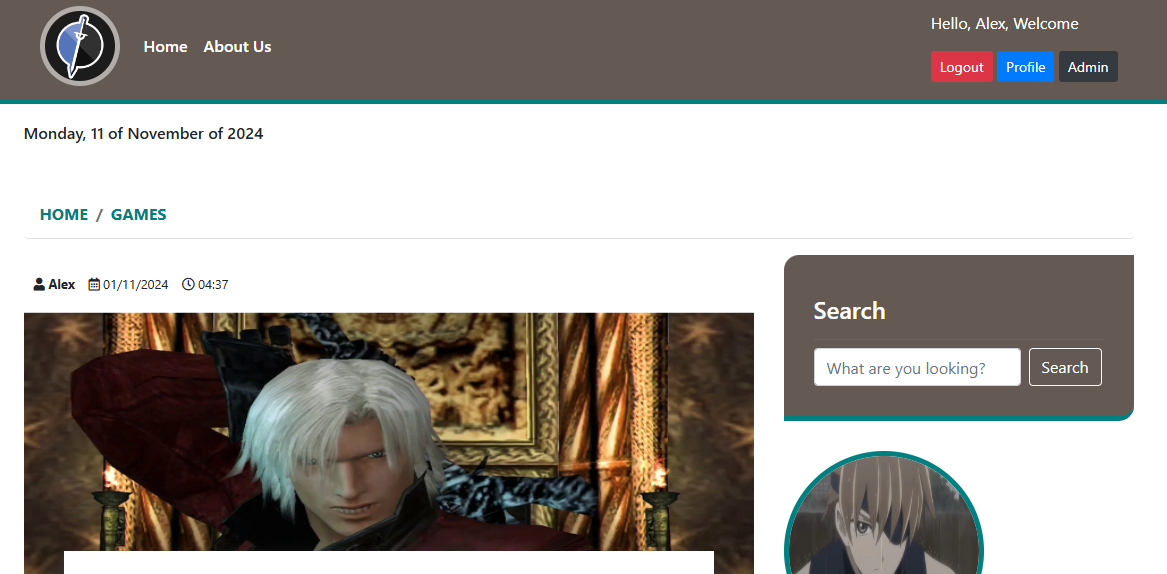 Home About Us
Hello, Alex, Welcome
Logout Profile Admin
Monday, 11 of November of 2024
HOME / GAMES
Alex 01/11/2024 04:37
Search
What are you looking? Search